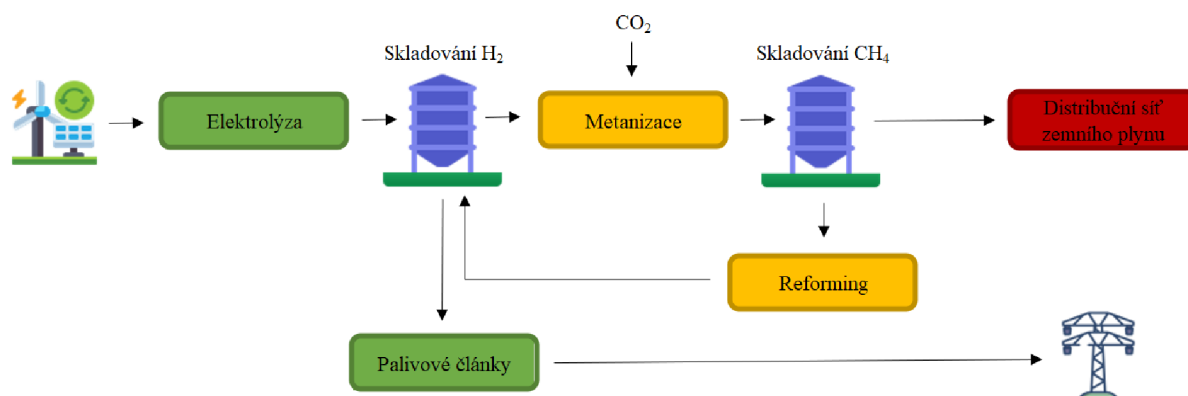 CO₂
Skladování H₂
Skladování CH₄
Elektrolýza
Metanizace
Distribuční síť
zemního plynu
Reforming
Palivové články